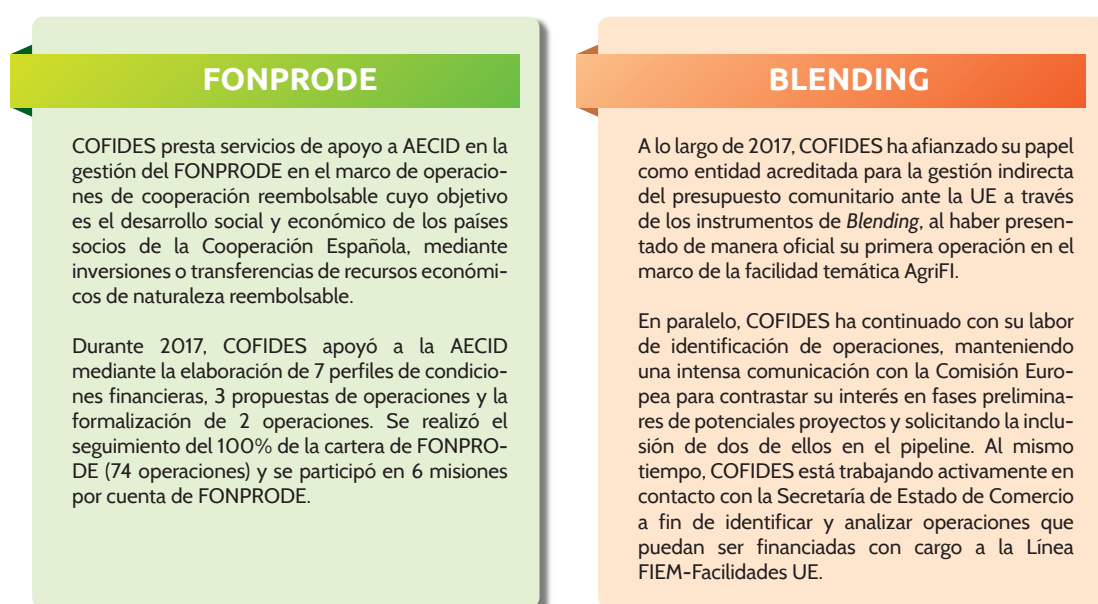 FONPRODE
COFIDES presta servicios de apoyo a AECID en la
gestión del FONPRODE en el marco de operacio-
nes de cooperación reembolsable cuyo objetivo
es el desarrollo social y económico de los países
socios de la Cooperación Española, mediante
inversiones o transferencias de recursos económi-
cos de naturaleza reembolsable.
Durante 2017, COFIDES apoyó a la AECID
mediante la elaboración de 7 perfiles de condicio-
nes financieras, 3 propuestas de operaciones y la
formalización de 2 operaciones. Se realizó el
seguimiento del 100% de la cartera de FONPRO-
DE (74 operaciones) y se participó en 6 misiones
por cuenta de FONPRODE.
BLENDING
A lo largo de 2017, COFIDES ha afianzado su papel
como entidad acreditada para la gestión indirecta
del presupuesto comunitario ante la UE a través
de los instrumentos de Blending, al haber presen-
tado de manera oficial su primera operación en el
marco de la facilidad temática AgriFI.
En paralelo, COFIDES ha continuado con su labor
de identificación de operaciones, manteniendo
una intensa comunicación con la Comisión Euro-
pea para contrastar su interés en fases prelimina-
res de potenciales proyectos y solicitando la inclu-
sión de dos de ellos en el pipeline. Al mismo
tiempo, COFIDES está trabajando activamente en
contacto con la Secretaría de Estado de Comercio
a fin de identificar y analizar operaciones que
puedan ser financiadas con cargo a la Línea
FIEM-Facilidades UE.